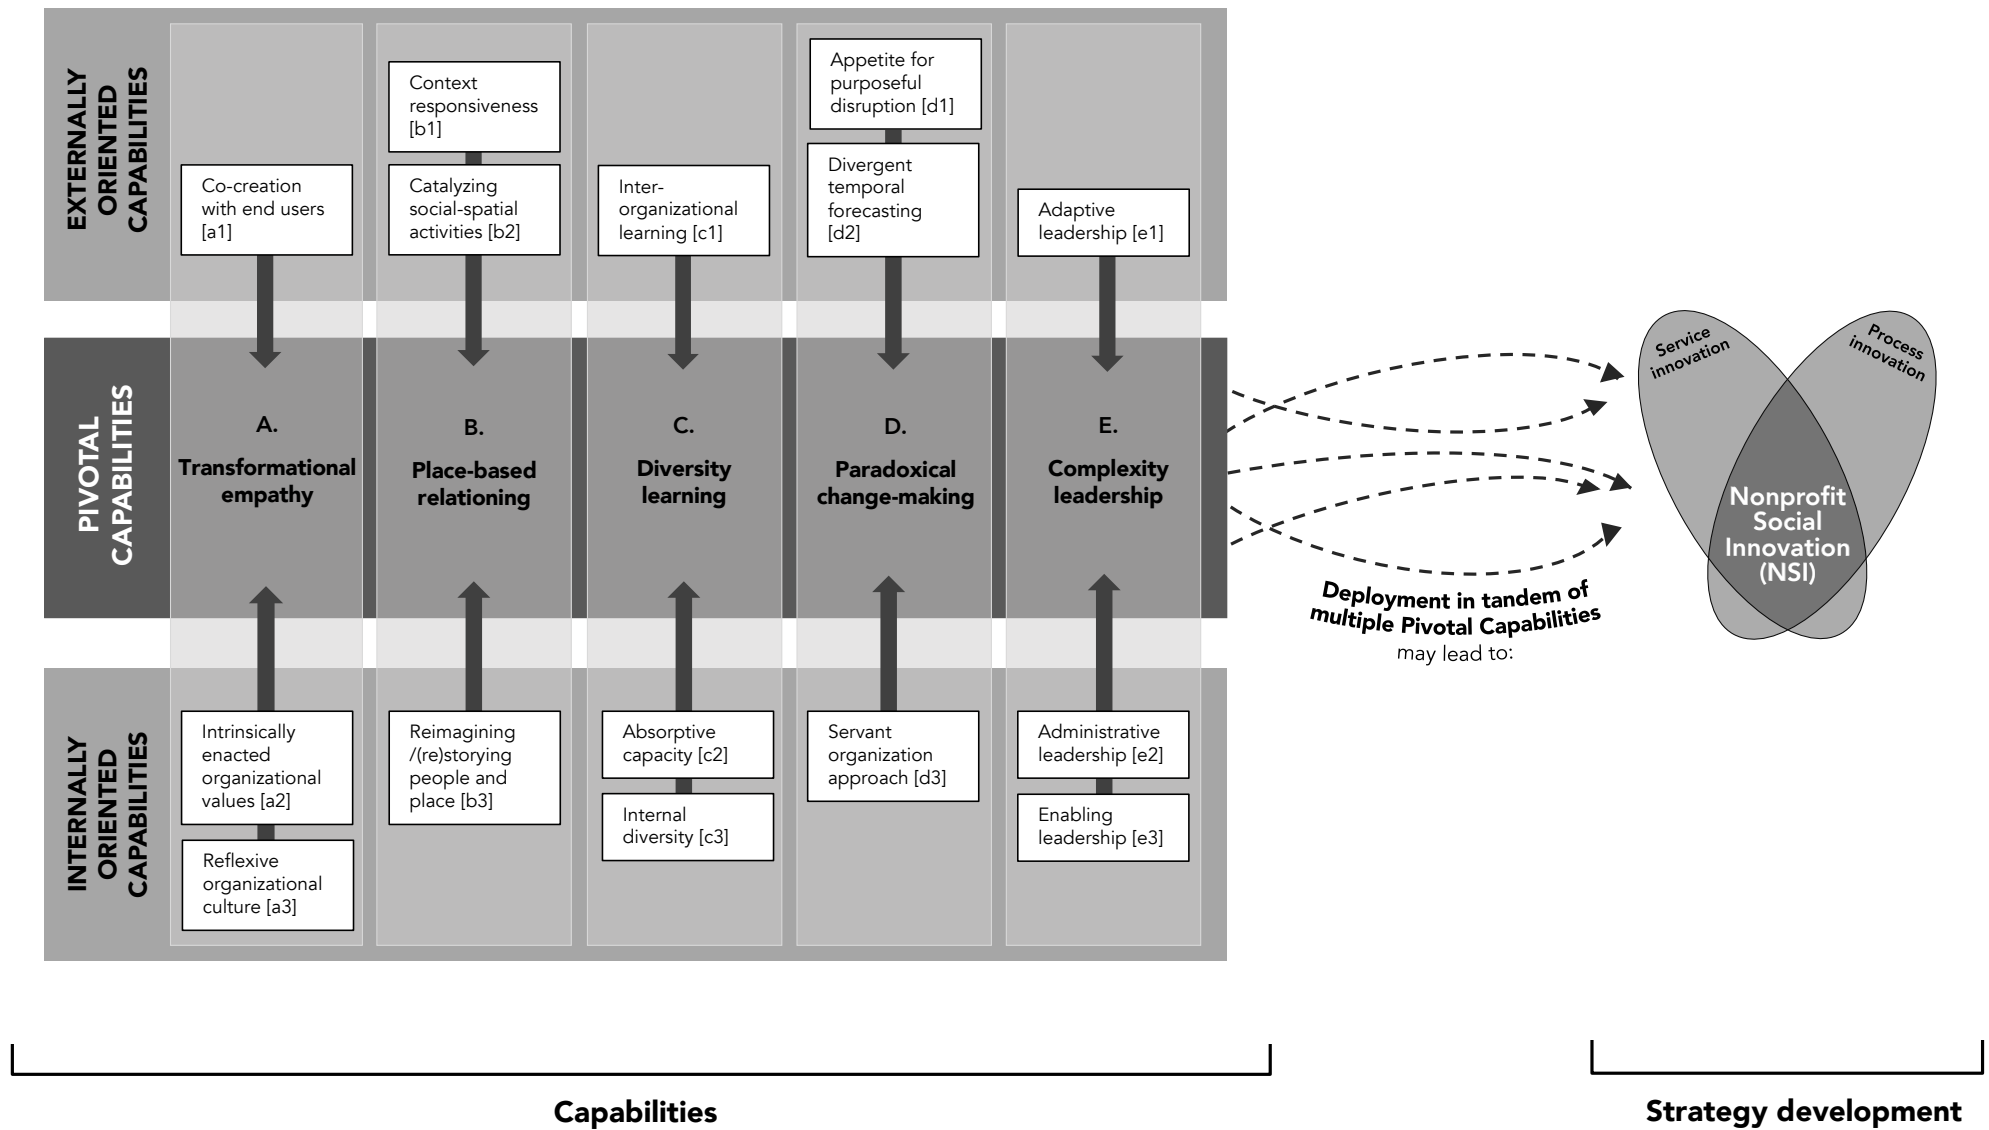 EXTERNALLY
ORIENTED
CAPABILITIES
Co-creation
with end users
[a1]
Context
responsiveness
[b1]
Catalyzing
social-spatial
activities [b2]
Inter-
organizational
learning [c1]
Appetite for
purposeful
disruption [d1]
Divergent
temporal
forecasting
[d2]
Adaptive
leadership [e1]
PIVOTAL
CAPABILITIES
A.
Transformational
empathy
B.
Place-based
relationing
C.
Diversity
learning
D.
Paradoxical
change-making
E.
Complexity
leadership
INTERNALLY
ORIENTED
CAPABILITIES
Intrinsically
enacted
organizational
values [a2]
Reflexive
organizational
culture [a3]
Reimagining
/(re)storying
people and
place [b3]
Absorptive
capacity [c2]
Internal
diversity [c3]
Servant
organization
approach [d3]
Administrative
leadership [e2]
Enabling
leadership [e3]
Deployment in tandem of
multiple Pivotal Capabilities
may lead to:
Service
innovation
Process
innovation
Nonprofit
Social
Innovation
(NSI)
Capabilities
Strategy development